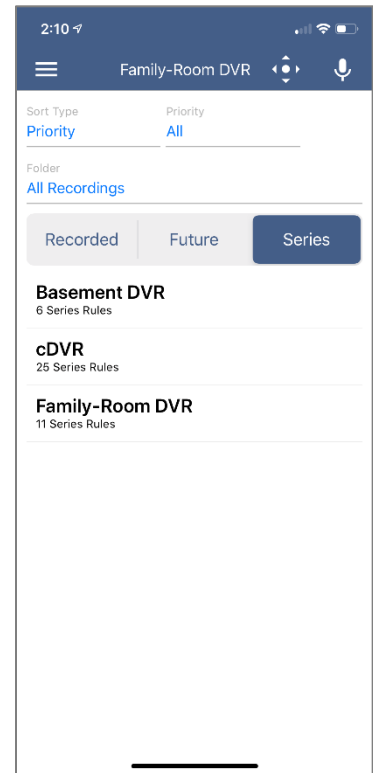 2:10
Family-Room DVR
Sort Type Priority
Priority All
Folder
All Recordings
Recorded Future Series
Basement DVR
6 Series Rules
cDVR
25 Series Rules
Family-Room DVR
11 Series Rules